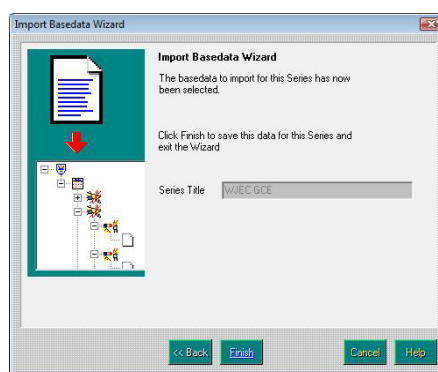 Import Basedata Wizard
Import Basedata Wizard
The basedata to import for this Series has now
been selected.
Click Finish to save this data for this Series and
exit the Wizard
Series Title WJEC GCE
<< Back Finish Cancel Help